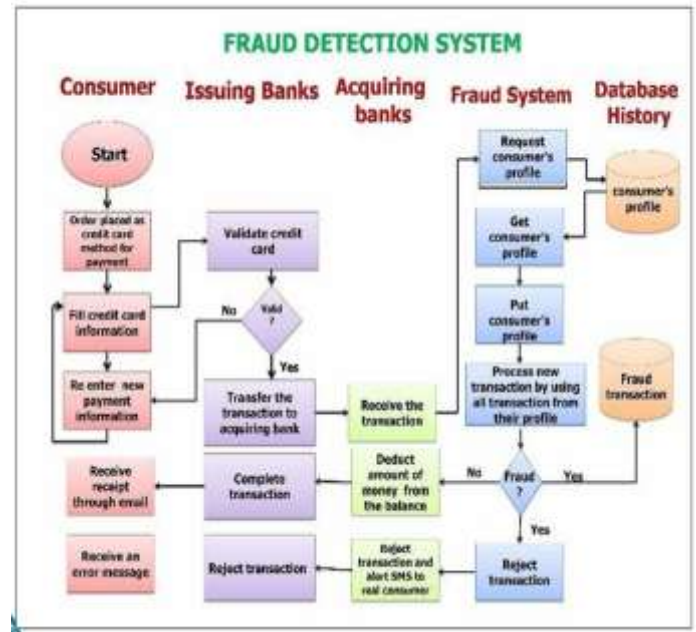 FRAUD DETECTION SYSTEM
Consumer
Issuing Banks
Acquiring
banks
Fraud System
Database
History
Start
Order placed as
credit card
method for
payment
Fill credit card
information
Re enter new
payment
information
Receive
receipt
through email
Receive an
error message
Validate credit
card
No
Valid
?
Yes
Transfer the
transaction to
acquiring bank
Complete
transaction
Reject transaction
Receive the
transaction
Deduct
amount of
money from
the balance
Reject
transaction and
alert SMS to
real consumer
Request
consumer's
profile
Get
consumer's
profile
Put
consumer's
profile
Process new
transaction by using
all transaction from
their profile
No
Fraud
?
Yes
Yes
Reject
transaction
consumer's
profile
Fraud
transaction